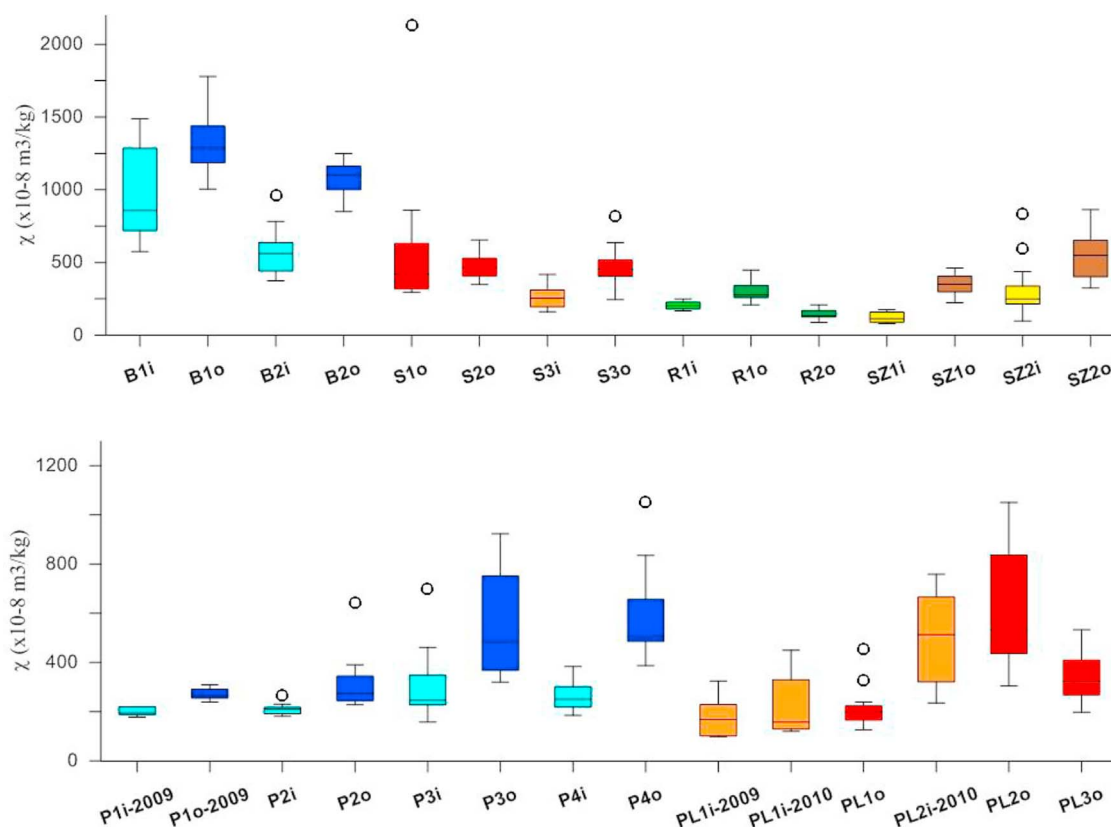 2000
1500
1000
500
0
χ (x10-8 m3/kg)
B1i B1o B2i B2o S1o S2o S3i S3o R1i R1o R2o SZ1i SZ1o SZ2i SZ2o
1200
800
400
0
χ (x10-8 m3/kg)
P1i-2009 P1o-2009 P2i P2o P3i P3o P4i P4o PL1i-2009 PL1i-2010 PL1o PL2i-2010 PL2o PL3o